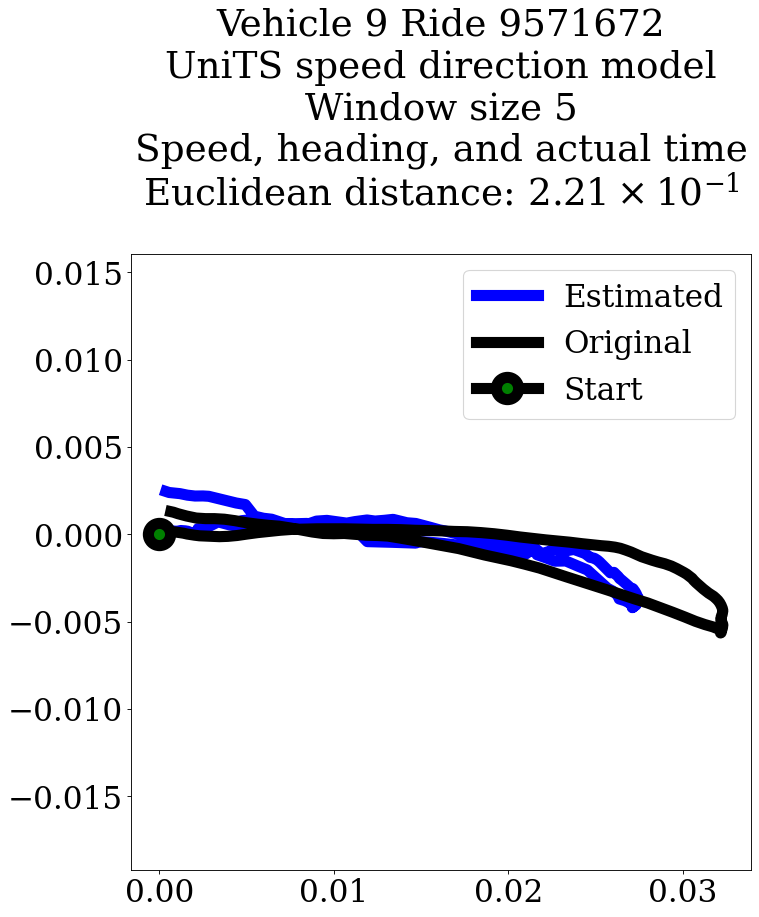 Vehicle 9 Ride 9571672
UniTS speed direction model
Window size 5
Speed, heading, and actual time
Euclidean distance: 2.21 × 10⁻¹
Estimated
Original
Start
0.015
0.010
0.005
0.000
−0.005
−0.010
−0.015
0.00 0.01 0.02 0.03